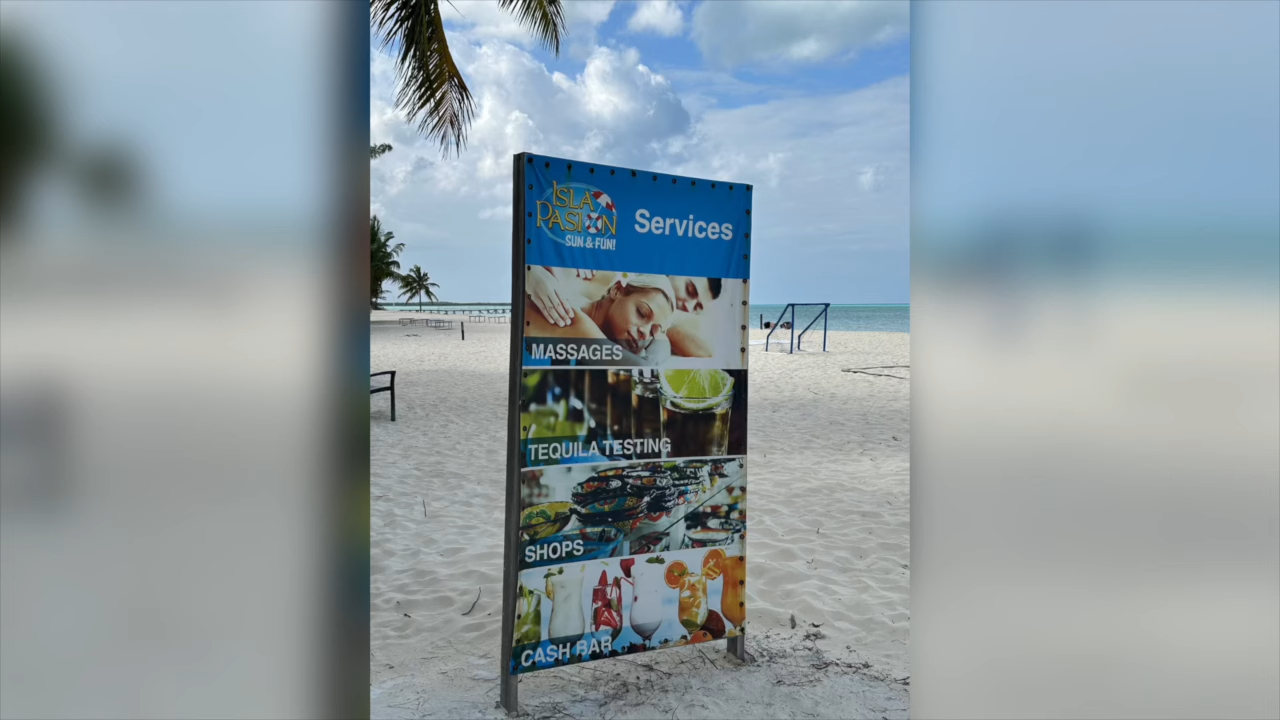 ISLA
PASION
SUN & FUN!
Services
MASSAGES
TEQUILA TESTING
SHOPS
CASH BAR